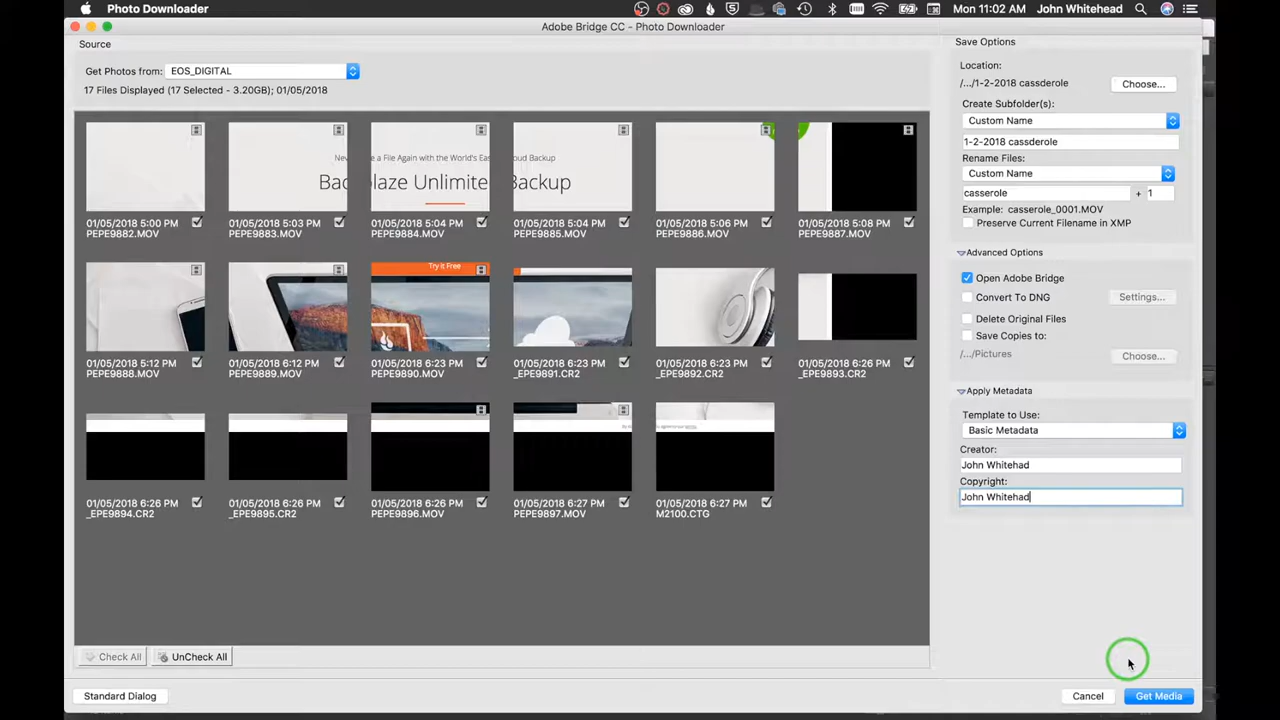 Photo Downloader
Mon 11:02 AM John Whitehead
Adobe Bridge CC - Photo Downloader
Source
Get Photos from: EOS_DIGITAL
17 Files Displayed (17 Selected - 3.20GB); 01/05/2018
Try it Free
01/05/2018 5:00 PM
PEPE9882.MOV
01/05/2018 5:03 PM
PEPE9883.MOV
01/05/2018 5:04 PM
PEPE9884.MOV
01/05/2018 5:04 PM
PEPE9885.MOV
01/05/2018 5:06 PM
PEPE9886.MOV
01/05/2018 5:08 PM
PEPE9887.MOV
01/05/2018 5:12 PM
PEPE9888.MOV
01/05/2018 6:12 PM
PEPE9889.MOV
01/05/2018 6:23 PM
PEPE9890.MOV
01/05/2018 6:23 PM
_EPE9891.CR2
01/05/2018 6:23 PM
_EPE9892.CR2
01/05/2018 6:26 PM
_EPE9893.CR2
01/05/2018 6:26 PM
_EPE9894.CR2
01/05/2018 6:26 PM
_EPE9895.CR2
01/05/2018 6:26 PM
PEPE9896.MOV
01/05/2018 6:27 PM
PEPE9897.MOV
01/05/2018 6:27 PM
M2100.CTG
Check All
UnCheck All
Standard Dialog
Save Options
Location:
/.../1-2-2018 cassderole
Choose...
Create Subfolder(s):
Custom Name
1-2-2018 cassderole
Rename Files:
Custom Name
casserole + 1
Example: casserole_0001.MOV
Preserve Current Filename in XMP
Advanced Options
Open Adobe Bridge
Convert To DNG
Settings...
Delete Original Files
Save Copies to:
/.../Pictures
Choose...
Apply Metadata
Template to Use:
Basic Metadata
Creator:
John Whitehad
Copyright:
John Whitehad
Cancel
Get Media